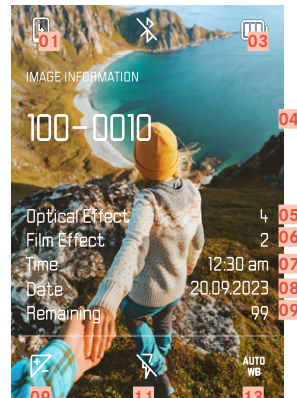 01 03
IMAGE INFORMATION
100-0010 04
Optical Effect 4 05
Film Effect 2 06
Time 12:30 am 07
Date 20.09.2023 08
Remaining 99 09
AUTO
WB
11 13